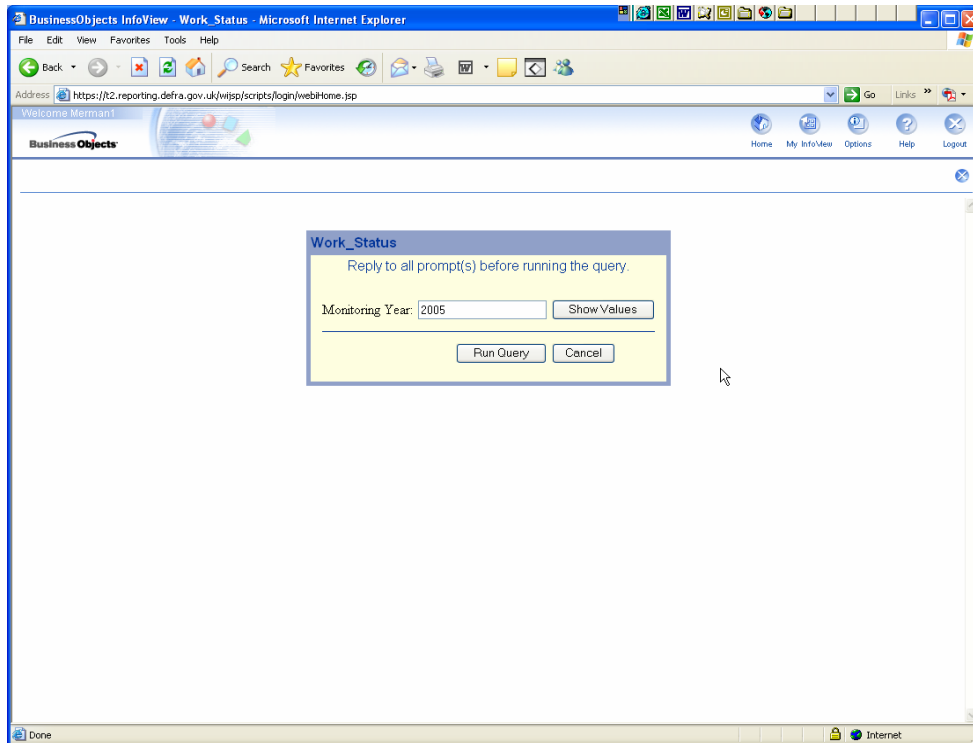 BusinessObjects InfoView - Work_Status - Microsoft Internet Explorer
File Edit View Favorites Tools Help
Back Search Favorites
Address https://t2.reporting.defra.gov.uk/wijsp/scripts/login/webiHome.jsp Go Links »
Welcome Merman1
Business Objects
Home My InfoView Options Help Logout
Work_Status
Reply to all prompt(s) before running the query.
Monitoring Year: 2005 Show Values
Run Query Cancel
Done Internet